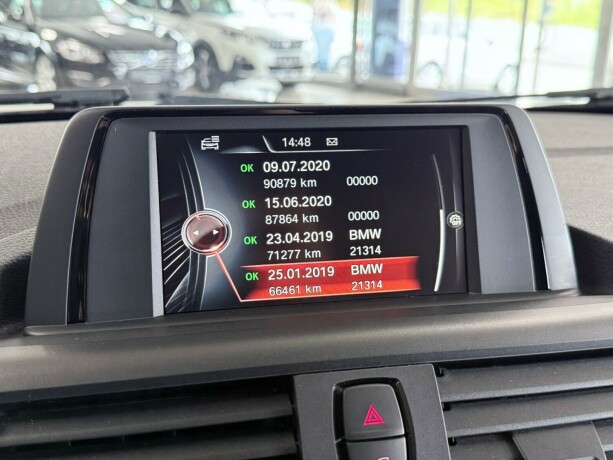 14:48
OK 09.07.2020
90879 km 00000
OK 15.06.2020
87864 km 00000
OK 23.04.2019 BMW
71277 km 21314
OK 25.01.2019 BMW
66461 km 21314